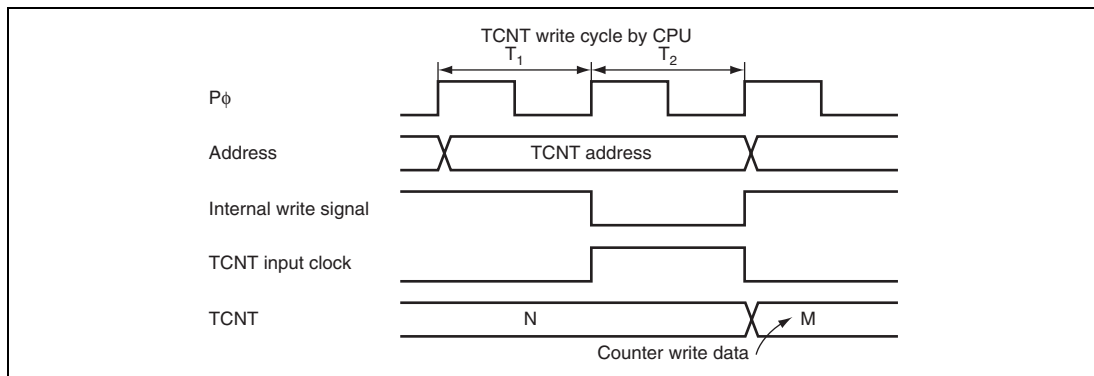 TCNT write cycle by CPU
T1 T2
Pφ
Address TCNT address
Internal write signal
TCNT input clock
TCNT N M
Counter write data